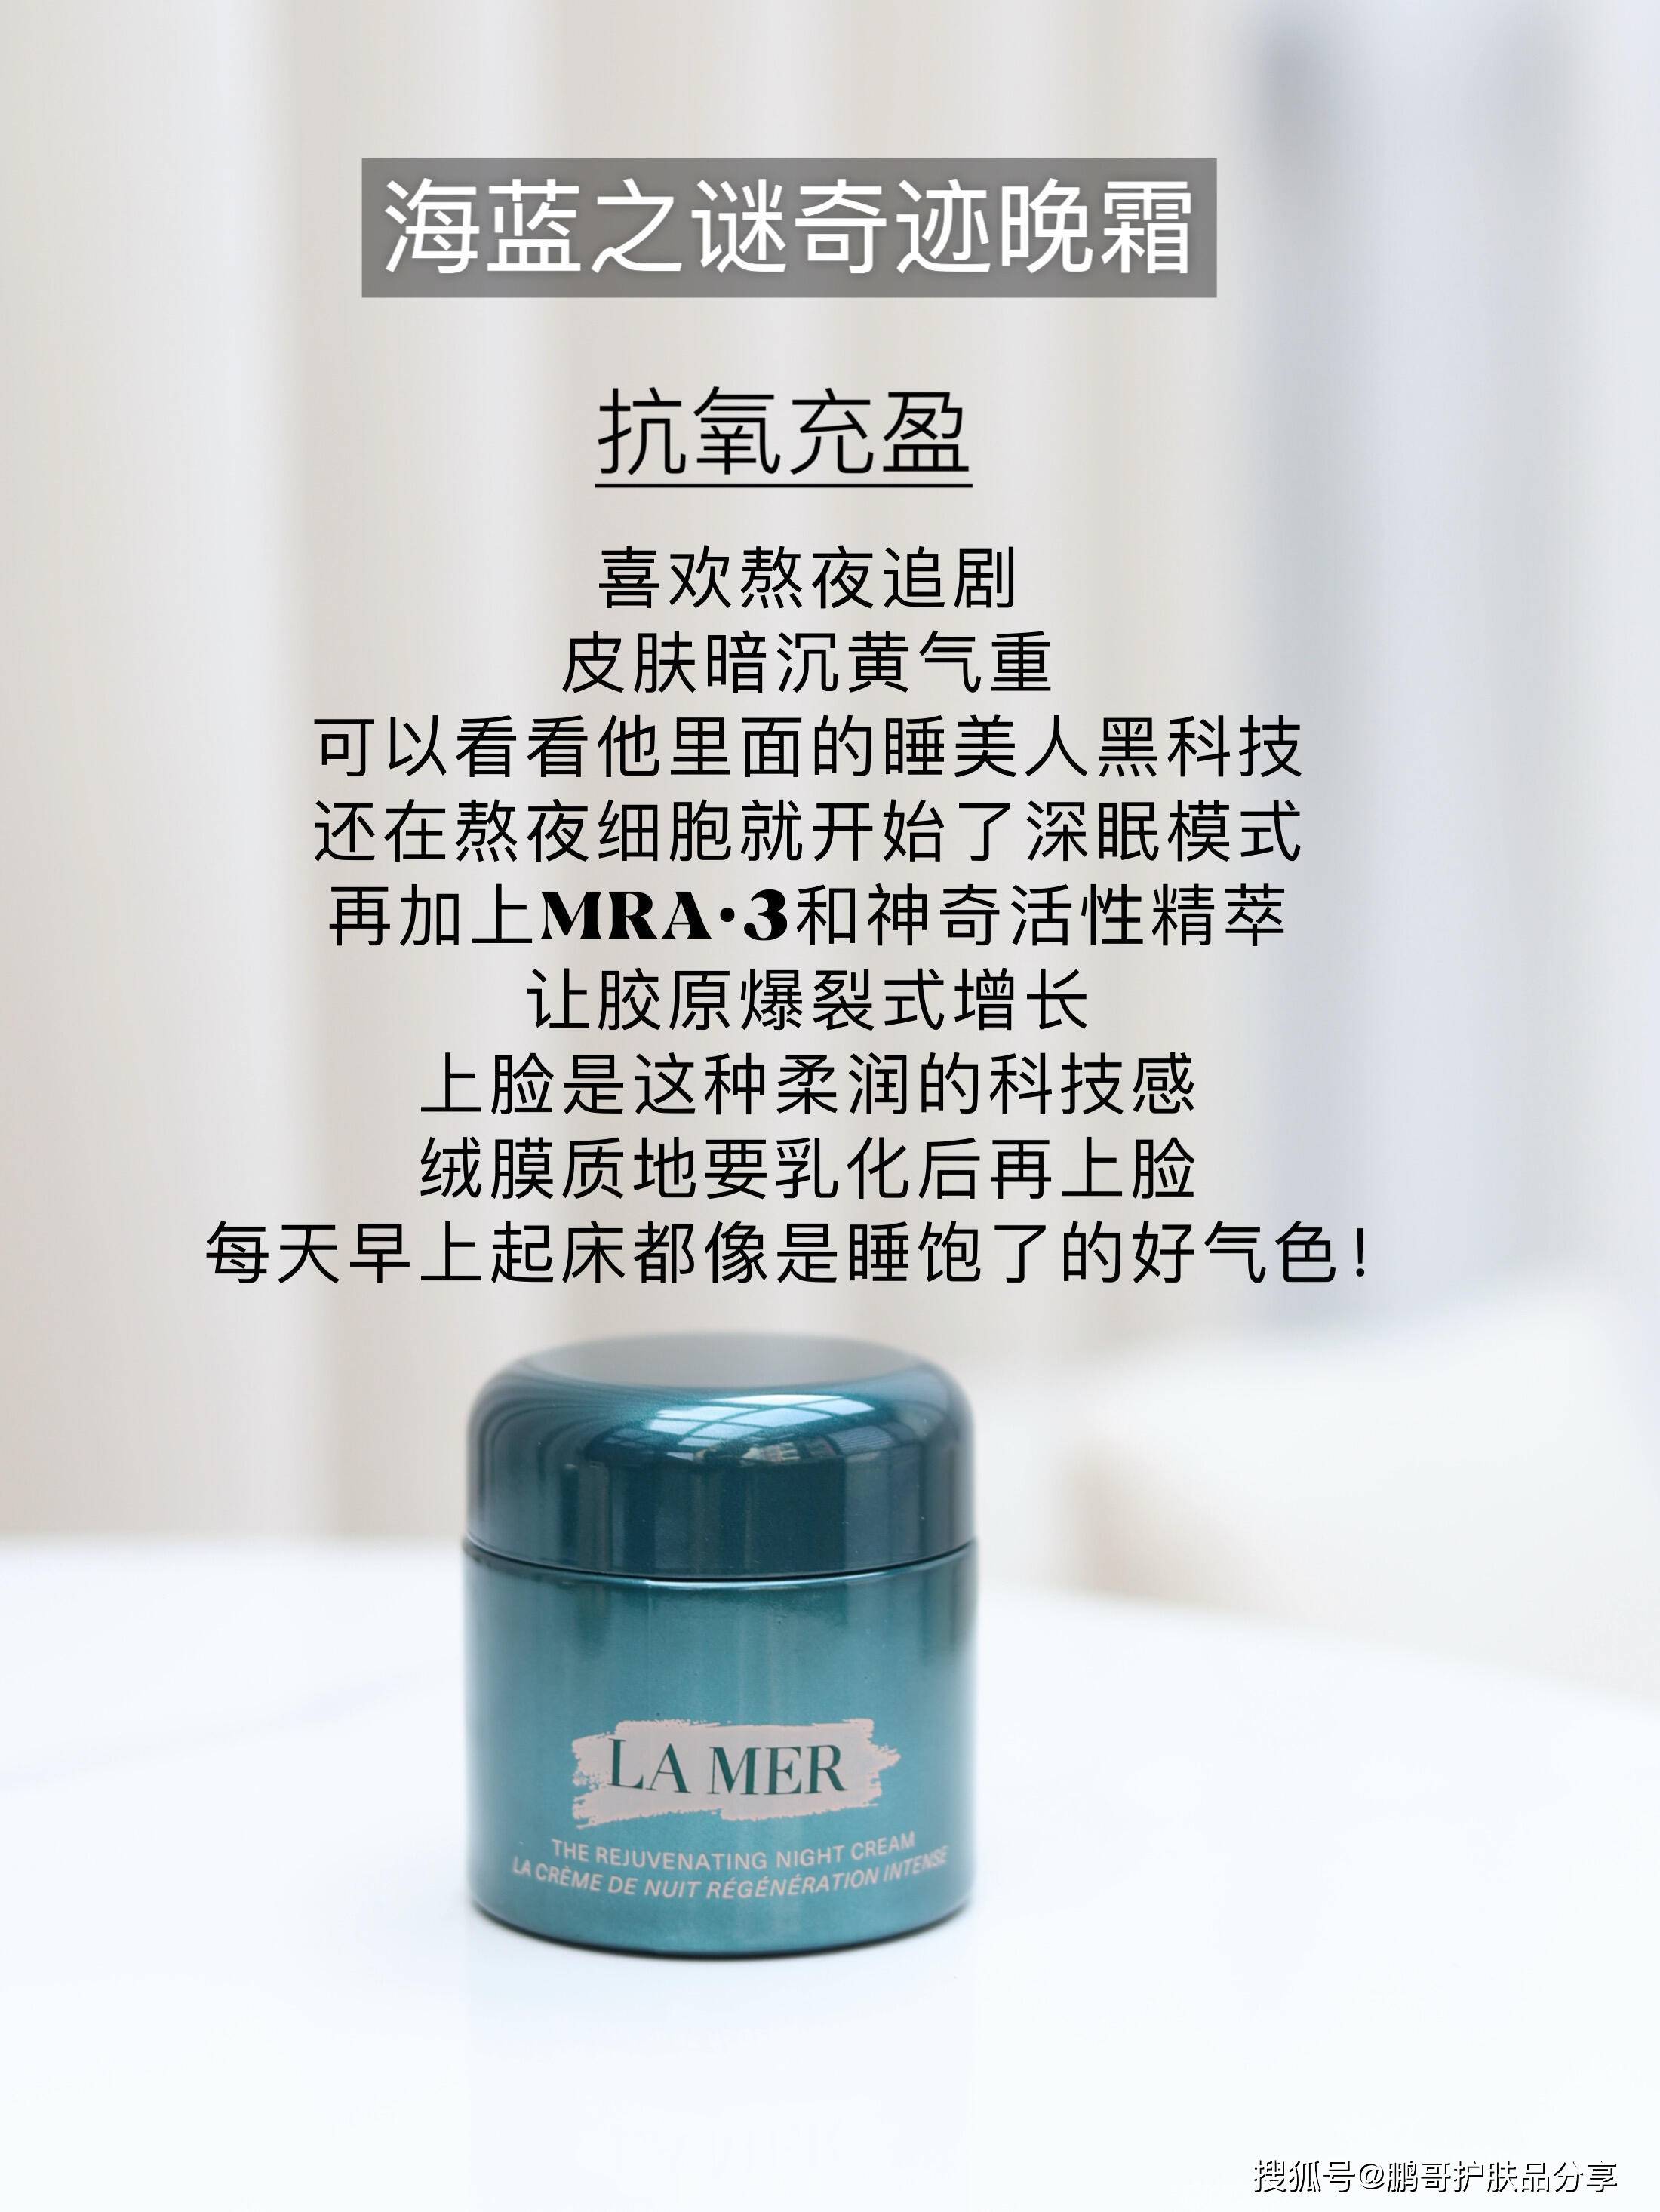 海蓝之谜奇迹晚霜
抗氧充盈
喜欢熬夜追剧
皮肤暗沉黄气重
可以看看他里面的睡美人黑科技
还在熬夜细胞就开始了深眠模式
再加上MRA·3和神奇活性精萃
让胶原爆裂式增长
上脸是这种柔润的科技感
绒膜质地要乳化后再上脸
每天早上起床都像是睡饱了的好气色!
LA MER
THE REJUVENATING NIGHT CREAM
LA CRÈME DE NUIT RÉGÉNÉRATION INTENSE
搜狐号@鹏哥护肤品分享